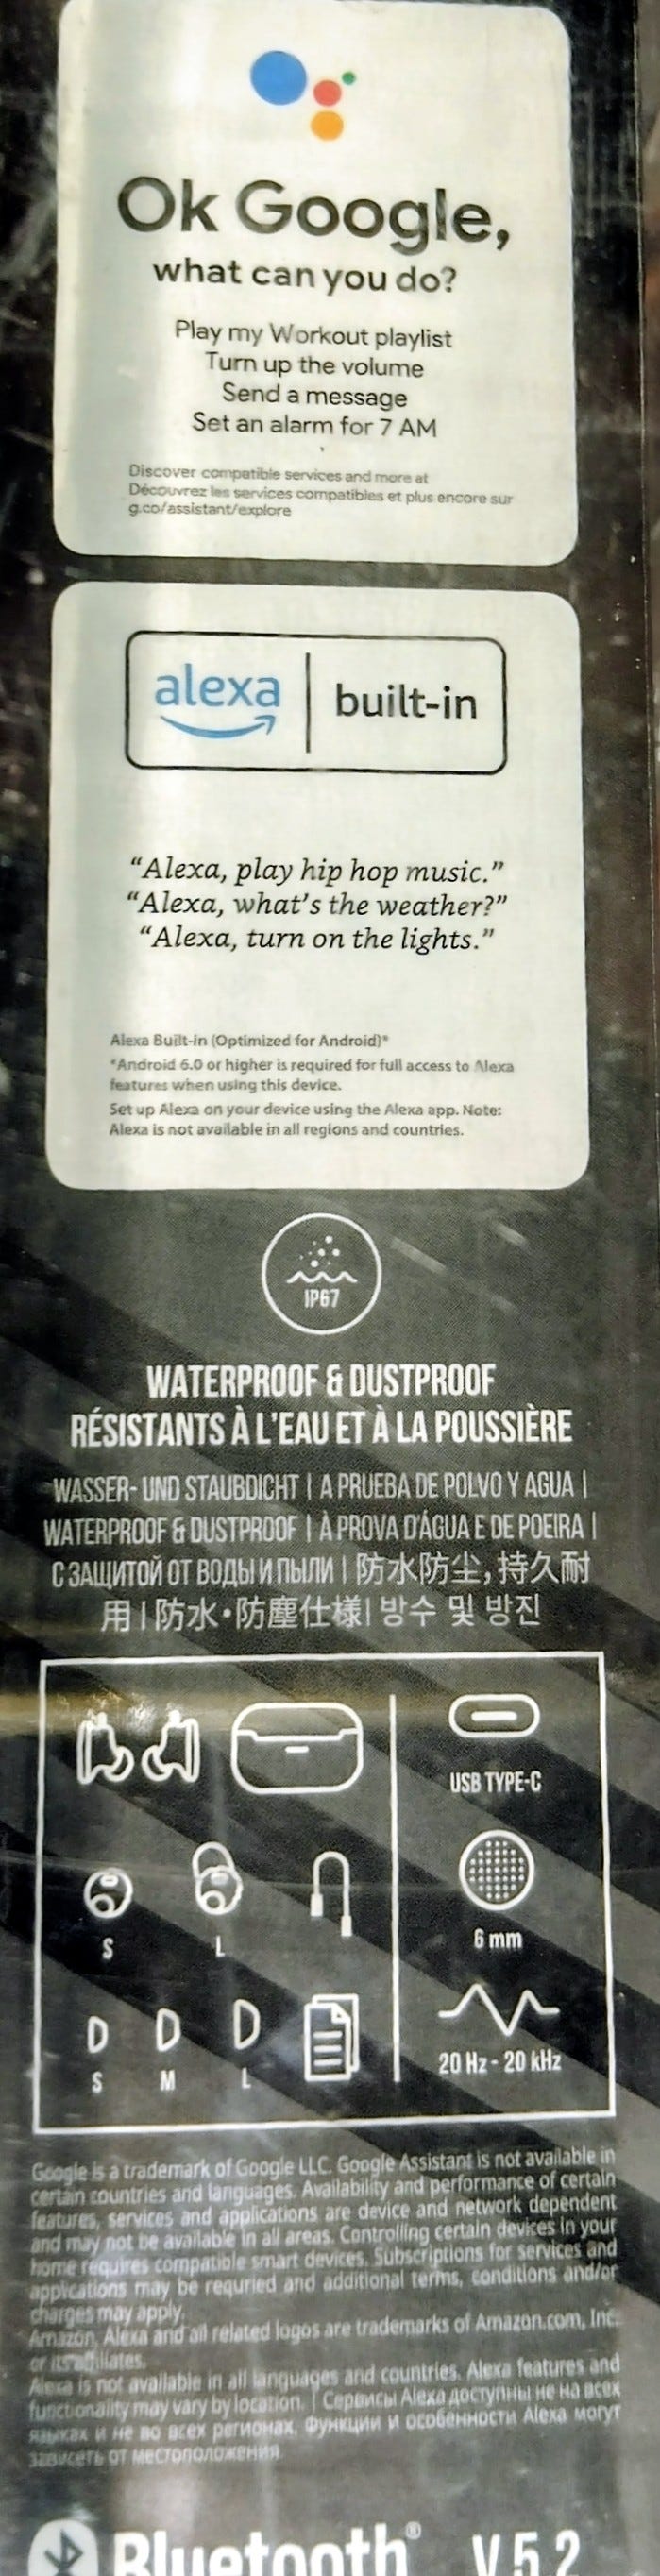 Ok Google,
what can you do?
Play my Workout playlist
Turn up the volume
Send a message
Set an alarm for 7 AM
Discover compatible services and more at
Découvrez les services compatibles et plus encore sur
g.co/assistant/explore
alexa | built-in
“Alexa, play hip hop music.”
“Alexa, what's the weather?”
“Alexa, turn on the lights.”
Alexa Built-in (Optimized for Android)*
*Android 6.0 or higher is required for full access to Alexa
features when using this device.
Set up Alexa on your device using the Alexa app. Note:
Alexa is not available in all regions and countries.
IP67
WATERPROOF & DUSTPROOF
RÉSISTANTS À L'EAU ET À LA POUSSIÈRE
WASSER- UND STAUBDICHT | A PRUEBA DE POLVO Y AGUA |
WATERPROOF & DUSTPROOF | À PROVA D'ÁGUA E DE POEIRA |
С ЗАЩИТОЙ ОТ ВОДЫ И ПЫЛИ | 防水防尘，持久耐
用 | 防水・防塵仕様| 방수 및 방진
USB TYPE-C
S L
6 mm
S M L
20 Hz - 20 kHz
Google is a trademark of Google LLC. Google Assistant is not available in
certain countries and languages. Availability and performance of certain
features, services and applications are device and network dependent
and may not be available in all areas. Controlling certain devices in your
home requires compatible smart devices. Subscriptions for services and
applications may be requried and additional terms, conditions and/or
charges may apply.
Amazon, Alexa and all related logos are trademarks of Amazon.com, Inc.
or its affiliates.
Alexa is not available in all languages and countries. Alexa features and
functionality may vary by location. | Сервисы Alexa доступны не на всех
языках и не во всех регионах. Функции и особенности Alexa могут
зависеть от местоположения.
Bluetooth® V 5.2